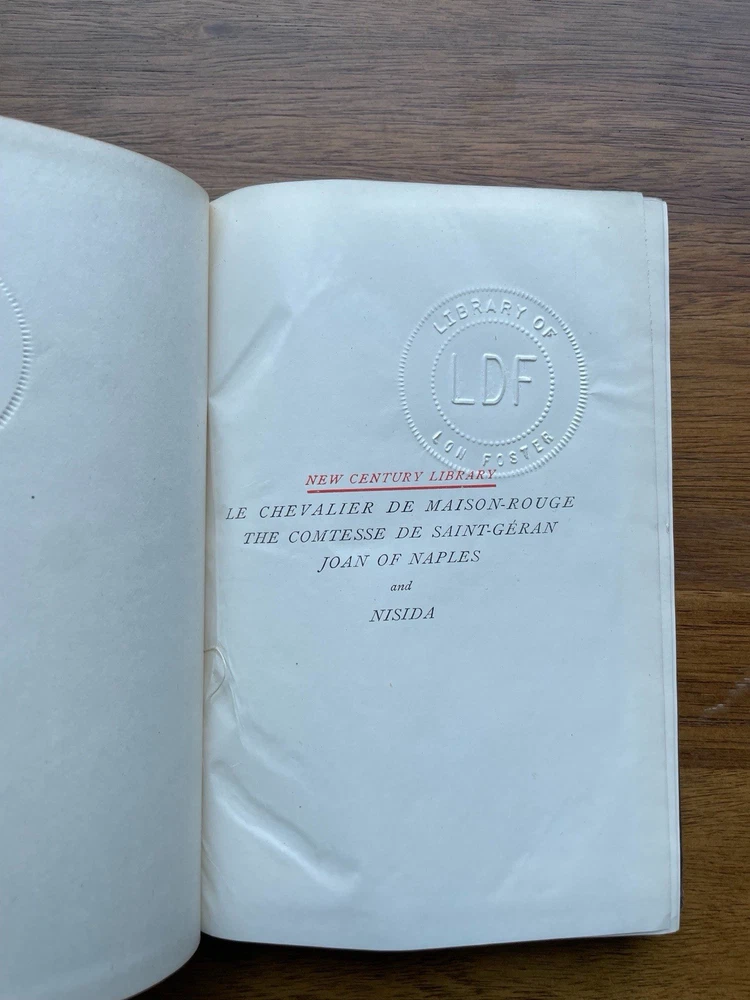 LIBRARY OF
LDF
LON FOSTER
NEW CENTURY LIBRARY
LE CHEVALIER DE MAISON-ROUGE
THE COMTESSE DE SAINT-GÉRAN
JOAN OF NAPLES
and
NISIDA